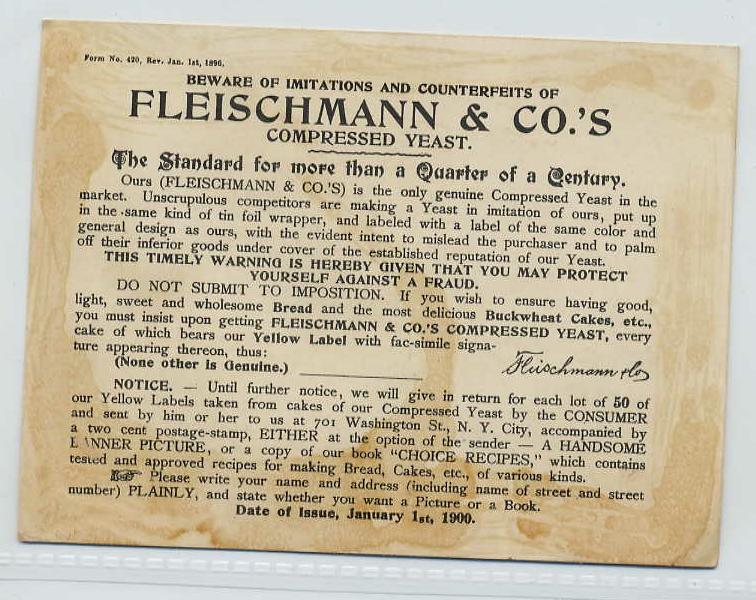 Form No. 420, Rev. Jan. 1st, 1896.
BEWARE OF IMITATIONS AND COUNTERFEITS OF
FLEISCHMANN & CO.'S
COMPRESSED YEAST.
The Standard for more than a Quarter of a Century.
Ours (FLEISCHMANN & CO.'S) is the only genuine Compressed Yeast in the
market. Unscrupulous competitors are making a Yeast in imitation of ours, put up
in the same kind of tin foil wrapper, and labeled with a label of the same color and
general design as ours, with the evident intent to mislead the purchaser and to palm
off their inferior goods under cover of the established reputation of our Yeast.
THIS TIMELY WARNING IS HEREBY GIVEN THAT YOU MAY PROTECT
YOURSELF AGAINST A FRAUD.
DO NOT SUBMIT TO IMPOSITION. If you wish to ensure having good,
light, sweet and wholesome Bread and the most delicious Buckwheat Cakes, etc.,
you must insist upon getting FLEISCHMANN & CO.'S COMPRESSED YEAST, every
cake of which bears our Yellow Label with fac-simile signa-
ture appearing thereon, thus:
(None other is Genuine.)
Fleischmann & Co
NOTICE. — Until further notice, we will give in return for each lot of 50 of
our Yellow Labels taken from cakes of our Compressed Yeast by the CONSUMER
and sent by him or her to us at 701 Washington St., N. Y. City, accompanied by
a two cent postage-stamp, EITHER at the option of the sender — A HANDSOME
BANNER PICTURE, or a copy of our book "CHOICE RECIPES," which contains
tested and approved recipes for making Bread, Cakes, etc., of various kinds.
☞ Please write your name and address (including name of street and street
number) PLAINLY, and state whether you want a Picture or a Book.
Date of Issue, January 1st, 1900.